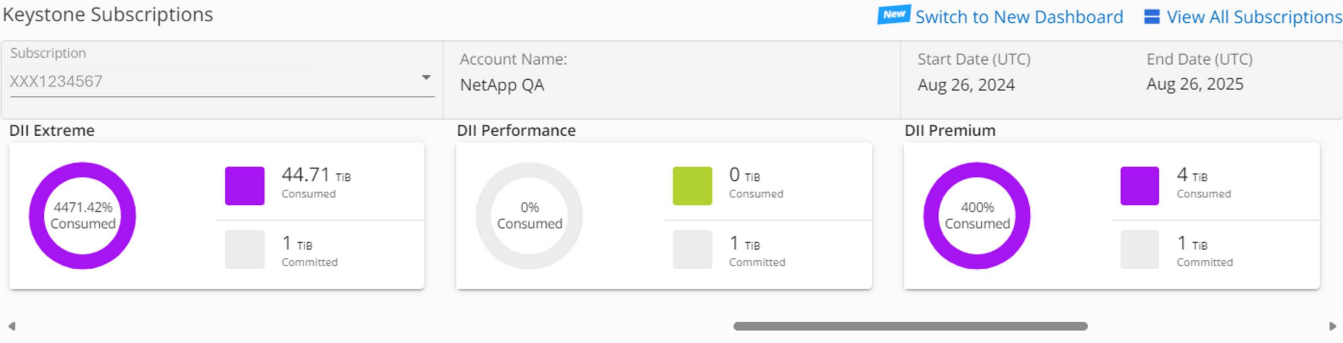 Keystone Subscriptions
New Switch to New Dashboard View All Subscriptions
Subscription
XXX1234567
Account Name:
NetApp QA
Start Date (UTC)
Aug 26, 2024
End Date (UTC)
Aug 26, 2025
DII Extreme
4471.42%
Consumed
44.71 TiB
Consumed
1 TiB
Committed
DII Performance
0%
Consumed
0 TiB
Consumed
1 TiB
Committed
DII Premium
400%
Consumed
4 TiB
Consumed
1 TiB
Committed